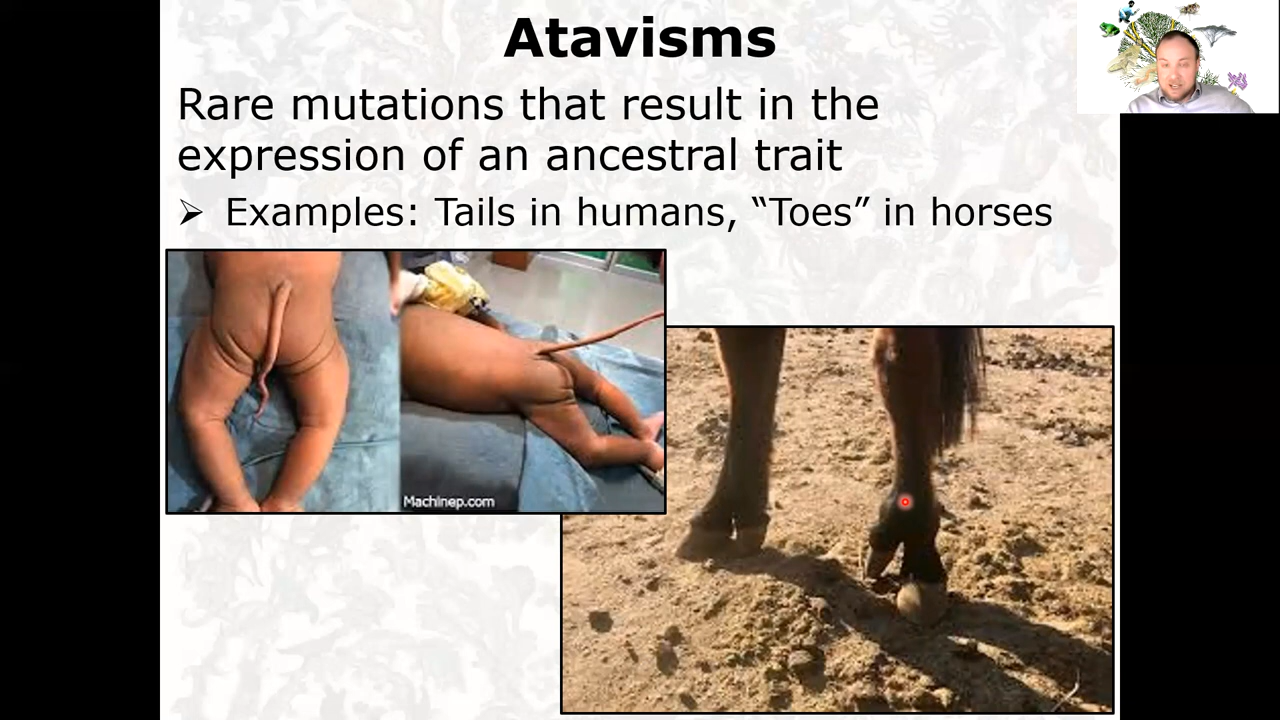 Atavisms
Rare mutations that result in the
expression of an ancestral trait
➢ Examples: Tails in humans, “Toes” in horses
Machinep.com